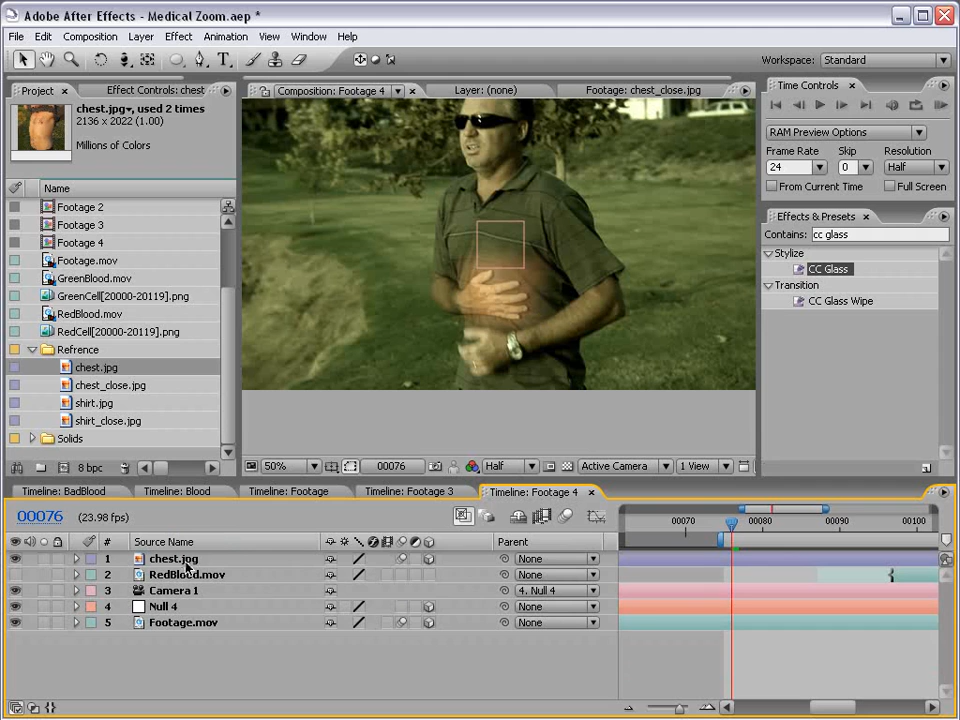 Adobe After Effects - Medical Zoom.aep *
File Edit Composition Layer Effect Animation View Window Help
Workspace: Standard
Project Effect Controls: chest
chest.jpg, used 2 times
2136 x 2022 (1.00)
Millions of Colors
Name
Footage 2
Footage 3
Footage 4
Footage.mov
GreenBlood.mov
GreenCell[20000-20119].png
RedBlood.mov
RedCell[20000-20119].png
Refrence
chest.jpg
chest_close.jpg
shirt.jpg
shirt_close.jpg
Solids
8 bpc
Composition: Footage 4 Layer: (none) Footage: chest_close.jpg
50% 00076 Half Active Camera 1 View
Time Controls
RAM Preview Options
Frame Rate Skip Resolution
24 0 Half
From Current Time Full Screen
Effects & Presets
Contains: cc glass
Stylize
CC Glass
Transition
CC Glass Wipe
Timeline: BadBlood Timeline: Blood Timeline: Footage Timeline: Footage 3 Timeline: Footage 4
00076 (23.98 fps)
00070 00080 00090 00100
# Source Name Parent
1 chest.jpg None
2 RedBlood.mov None
3 Camera 1 4. Null 4
4 Null 4 None
5 Footage.mov None